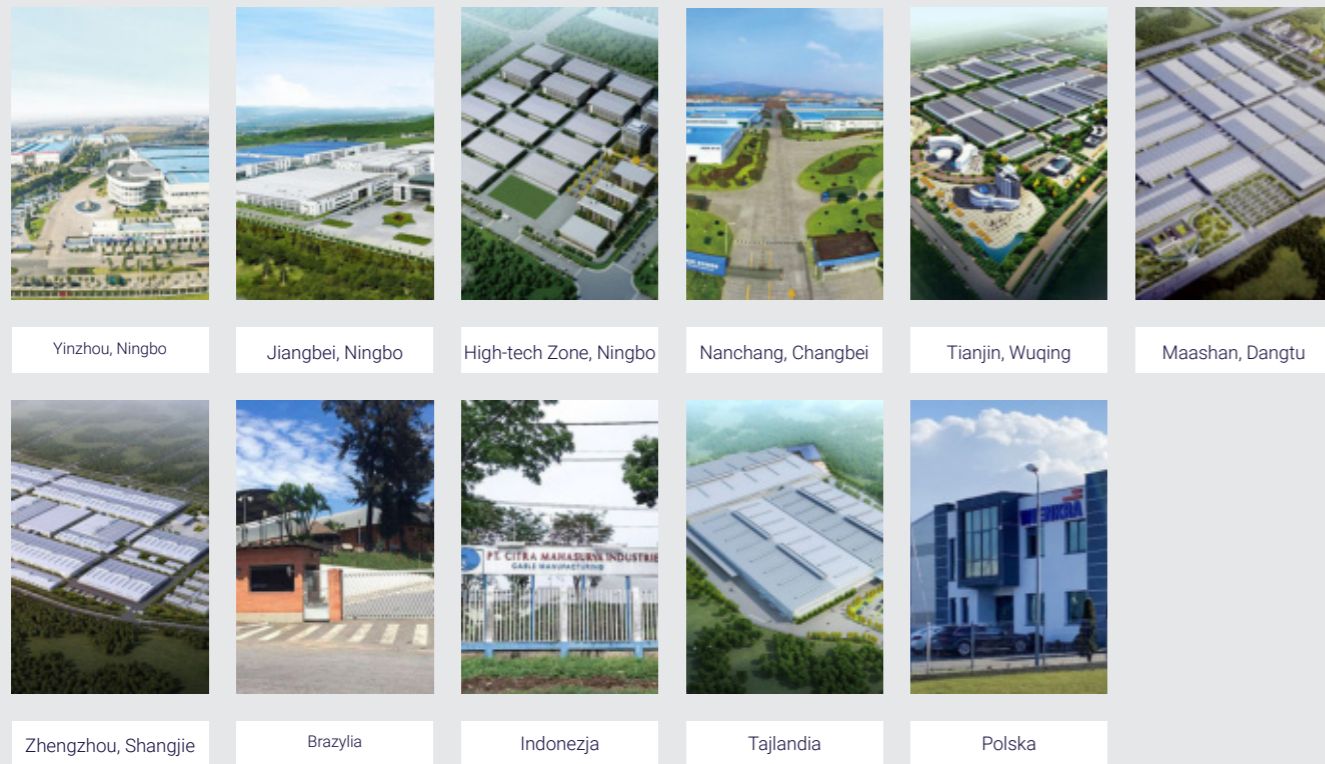 Yinzhou, Ningbo
Jiangbei, Ningbo
High-tech Zone, Ningbo
Nanchang, Changbei
Tianjin, Wuqing
Maashan, Dangtu
PT. CITRA MAHASURYA INDUSTRIE
CABLE MANUFACTURING
Zhengzhou, Shangjie
Brazylia
Indonezja
Tajlandia
Polska